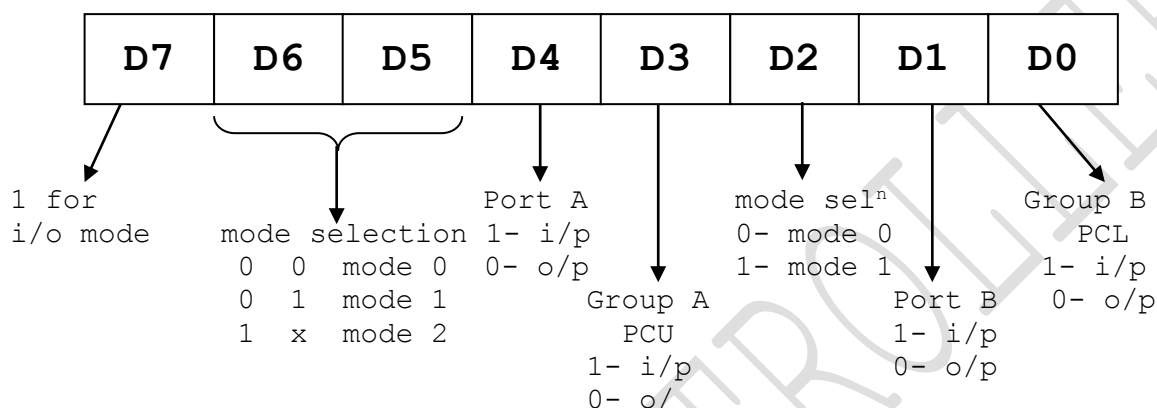 D7 D6 D5 D4 D3 D2 D1 D0
1 for
i/o mode
mode selection
0 0 mode 0
0 1 mode 1
1 x mode 2
Port A
1- i/p
0- o/p
Group A
PCU
1- i/p
0- o/
mode selⁿ
0- mode 0
1- mode 1
Port B
1- i/p
0- o/p
Group B
PCL
1- i/p
0- o/p